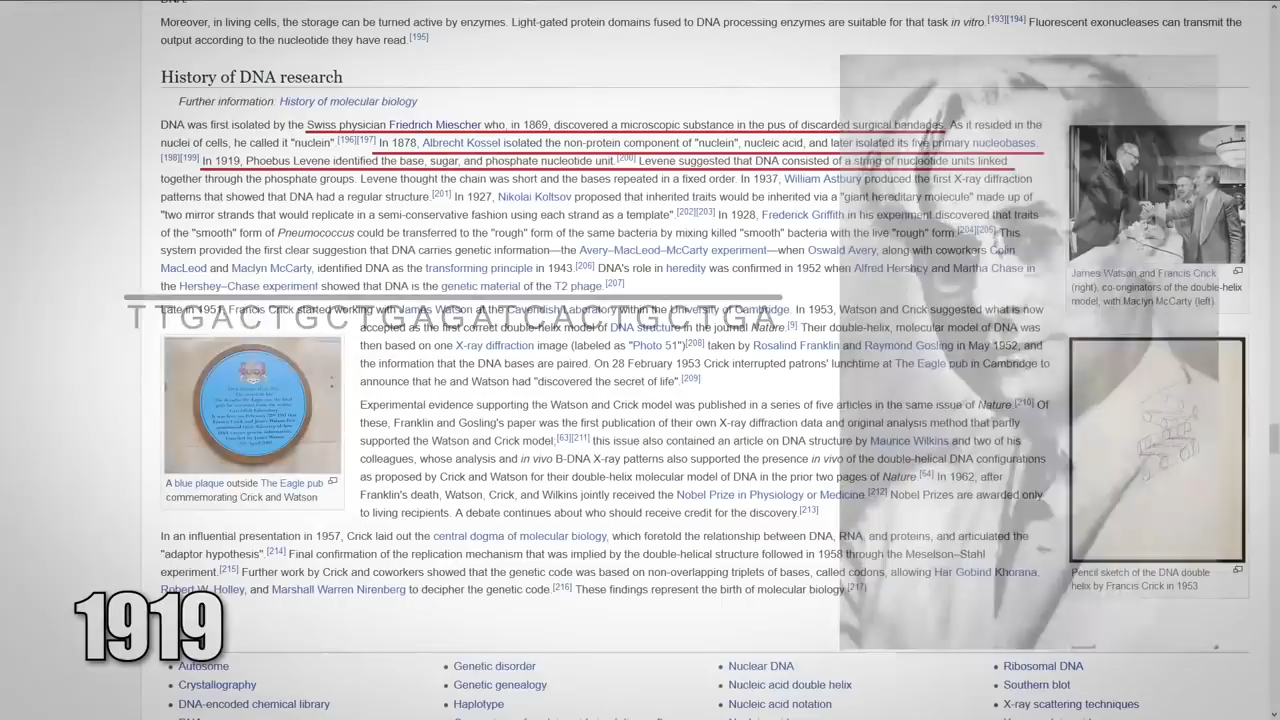 DNA.
Moreover, in living cells, the storage can be turned active by enzymes. Light-gated protein domains fused to DNA processing enzymes are suitable for that task in vitro.[193][194] Fluorescent exonucleases can transmit the
output according to the nucleotide they have read.[195]
History of DNA research
Further information: History of molecular biology
DNA was first isolated by the Swiss physician Friedrich Miescher who, in 1869, discovered a microscopic substance in the pus of discarded surgical bandages. As it resided in the
nuclei of cells, he called it "nuclein".[196][197] In 1878, Albrecht Kossel isolated the non-protein component of "nuclein", nucleic acid, and later isolated its five primary nucleobases.
[198][199] In 1919, Phoebus Levene identified the base, sugar, and phosphate nucleotide unit.[200] Levene suggested that DNA consisted of a string of nucleotide units linked
together through the phosphate groups. Levene thought the chain was short and the bases repeated in a fixed order. In 1937, William Astbury produced the first X-ray diffraction
patterns that showed that DNA had a regular structure.[201] In 1927, Nikolai Koltsov proposed that inherited traits would be inherited via a "giant hereditary molecule" made up of
"two mirror strands that would replicate in a semi-conservative fashion using each strand as a template".[202][203] In 1928, Frederick Griffith in his experiment discovered that traits
of the "smooth" form of Pneumococcus could be transferred to the "rough" form of the same bacteria by mixing killed "smooth" bacteria with the live "rough" form.[204][205] This
system provided the first clear suggestion that DNA carries genetic information—the Avery–MacLeod–McCarty experiment—when Oswald Avery, along with coworkers Colin
MacLeod and Maclyn McCarty, identified DNA as the transforming principle in 1943.[206] DNA's role in heredity was confirmed in 1952 when Alfred Hershey and Martha Chase in
the Hershey–Chase experiment showed that DNA is the genetic material of the T2 phage.[207]
Late in 1951, Francis Crick started working with James Watson at the Cavendish Laboratory within the University of Cambridge. In 1953, Watson and Crick suggested what is now
accepted as the first correct double-helix model of DNA structure in the journal Nature.[9] Their double-helix, molecular model of DNA was
then based on one X-ray diffraction image (labeled as "Photo 51")[208] taken by Rosalind Franklin and Raymond Gosling in May 1952, and
the information that the DNA bases are paired. On 28 February 1953 Crick interrupted patrons' lunchtime at The Eagle pub in Cambridge to
announce that he and Watson had "discovered the secret of life".[209]
Experimental evidence supporting the Watson and Crick model was published in a series of five articles in the same issue of Nature.[210] Of
these, Franklin and Gosling's paper was the first publication of their own X-ray diffraction data and original analysis method that partly
supported the Watson and Crick model;[63][211] this issue also contained an article on DNA structure by Maurice Wilkins and two of his
colleagues, whose analysis and in vivo B-DNA X-ray patterns also supported the presence in vivo of the double-helical DNA configurations
as proposed by Crick and Watson for their double-helix molecular model of DNA in the prior two pages of Nature.[64] In 1962, after
Franklin's death, Watson, Crick, and Wilkins jointly received the Nobel Prize in Physiology or Medicine.[212] Nobel Prizes are awarded only
to living recipients. A debate continues about who should receive credit for the discovery.[213]
In an influential presentation in 1957, Crick laid out the central dogma of molecular biology, which foretold the relationship between DNA, RNA, and proteins, and articulated the
"adaptor hypothesis".[214] Final confirmation of the replication mechanism that was implied by the double-helical structure followed in 1958 through the Meselson–Stahl
experiment.[215] Further work by Crick and coworkers showed that the genetic code was based on non-overlapping triplets of bases, called codons, allowing Har Gobind Khorana,
Robert W. Holley, and Marshall Warren Nirenberg to decipher the genetic code.[216] These findings represent the birth of molecular biology.[217]
James Watson and Francis Crick
(right), co-originators of the double-helix
model, with Maclyn McCarty (left).
A blue plaque outside The Eagle pub
commemorating Crick and Watson
Pencil sketch of the DNA double
helix by Francis Crick in 1953
1919
Autosome
Crystallography
DNA-encoded chemical library
Genetic disorder
Genetic genealogy
Haplotype
Nuclear DNA
Nucleic acid double helix
Nucleic acid notation
Ribosomal DNA
Southern blot
X-ray scattering techniques